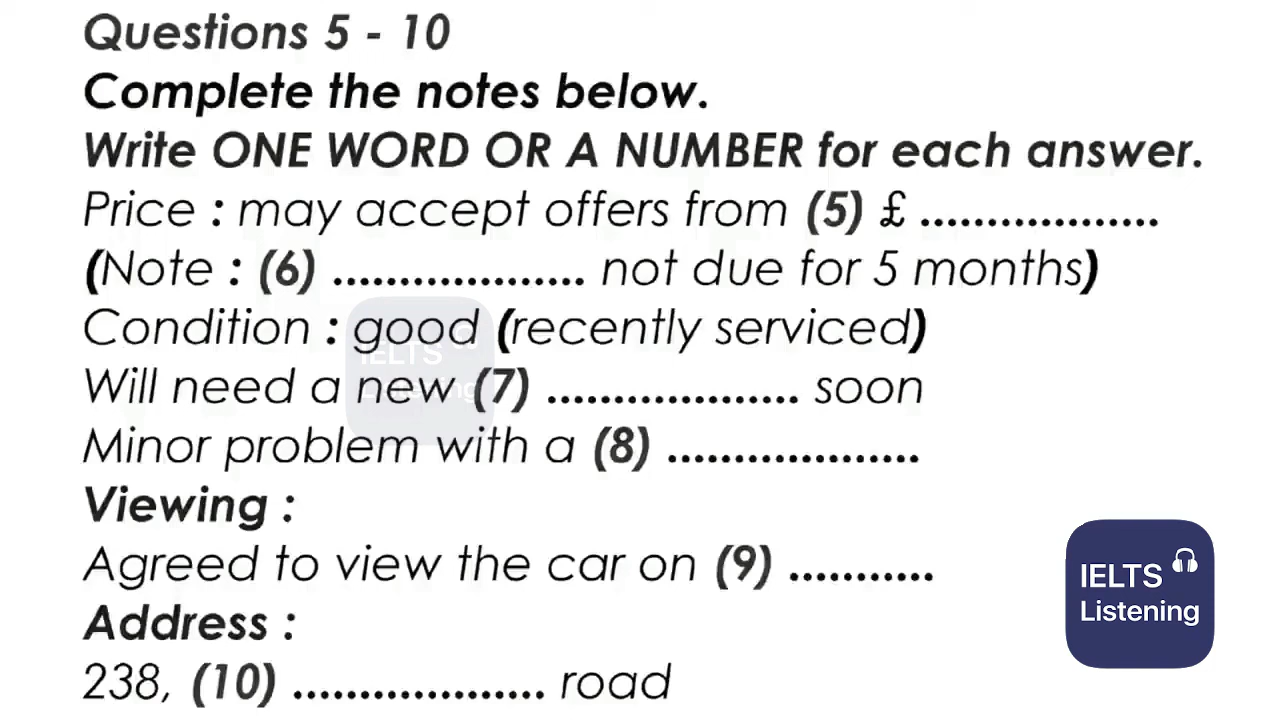 Questions 5 - 10
Complete the notes below.
Write ONE WORD OR A NUMBER for each answer.
Price : may accept offers from (5) £ ..................
(Note : (6) ................... not due for 5 months)
Condition : good (recently serviced)
Will need a new (7) ................... soon
Minor problem with a (8) ...................
Viewing :
Agreed to view the car on (9) ...........
Address :
238, (10) ................... road
IELTS
Listening
IELTS
Listening